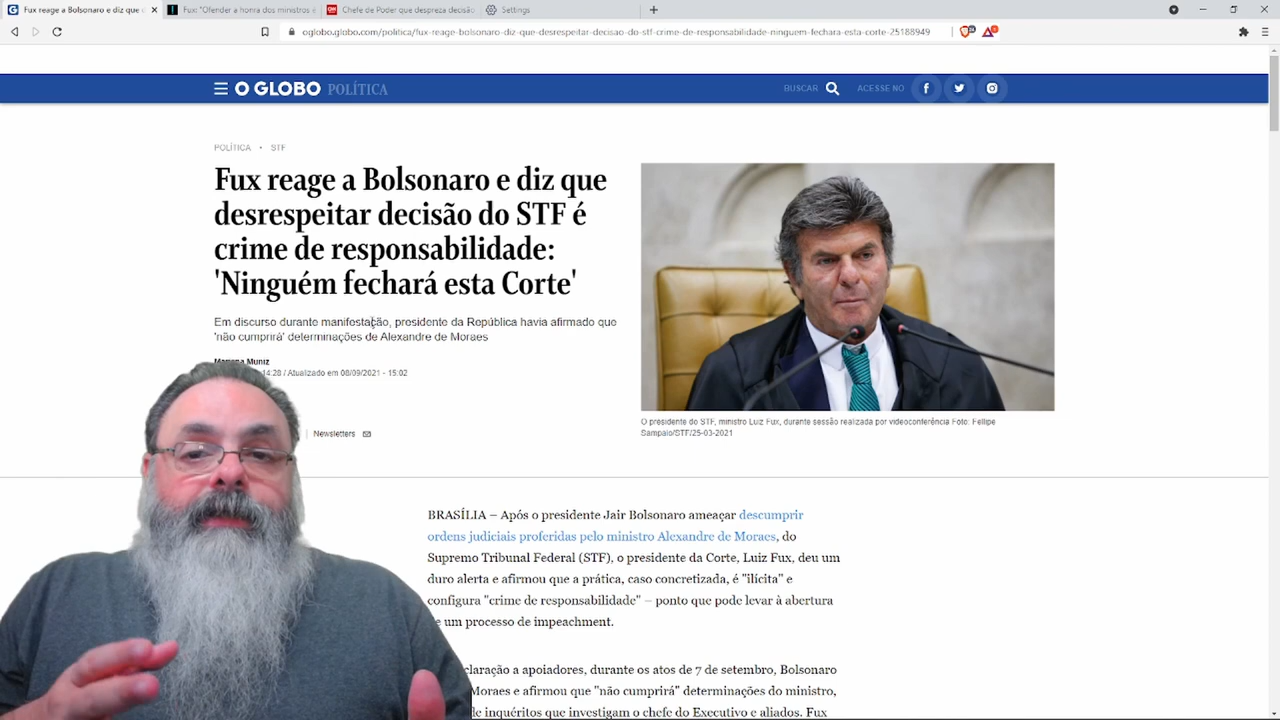 Fux reage a Bolsonaro e diz que d
Fux: "Ofender a honra dos ministros e
Chefe de Poder que despreza decisão
Settings
oglobo.globo.com/politica/fux-reage-bolsonaro-diz-que-desrespeitar-decisao-do-stf-crime-de-responsabilidade-ninguem-fechara-esta-corte-25188949
O GLOBO POLÍTICA
BUSCAR
ACESSE NO
POLÍTICA • STF
Fux reage a Bolsonaro e diz que
desrespeitar decisão do STF é
crime de responsabilidade:
'Ninguém fechará esta Corte'
Em discurso durante manifestação, presidente da República havia afirmado que
'não cumprirá' determinações de Alexandre de Moraes
Muniz
14:28 / Atualizado em 08/09/2021 - 15:02
Newsletters
O presidente do STF, ministro Luiz Fux, durante sessão realizada por videoconferência Foto: Fellipe
Sampaio/STF/25-03-2021
BRASÍLIA – Após o presidente Jair Bolsonaro ameaçar descumprir
ordens judiciais proferidas pelo ministro Alexandre de Moraes, do
Supremo Tribunal Federal (STF), o presidente da Corte, Luiz Fux, deu um
duro alerta e afirmou que a prática, caso concretizada, é "ilícita" e
configura "crime de responsabilidade" – ponto que pode levar à abertura
e um processo de impeachment.
claração a apoiadores, durante os atos de 7 de setembro, Bolsonaro
Moraes e afirmou que "não cumprirá" determinações do ministro,
de inquéritos que investigam o chefe do Executivo e aliados. Fux